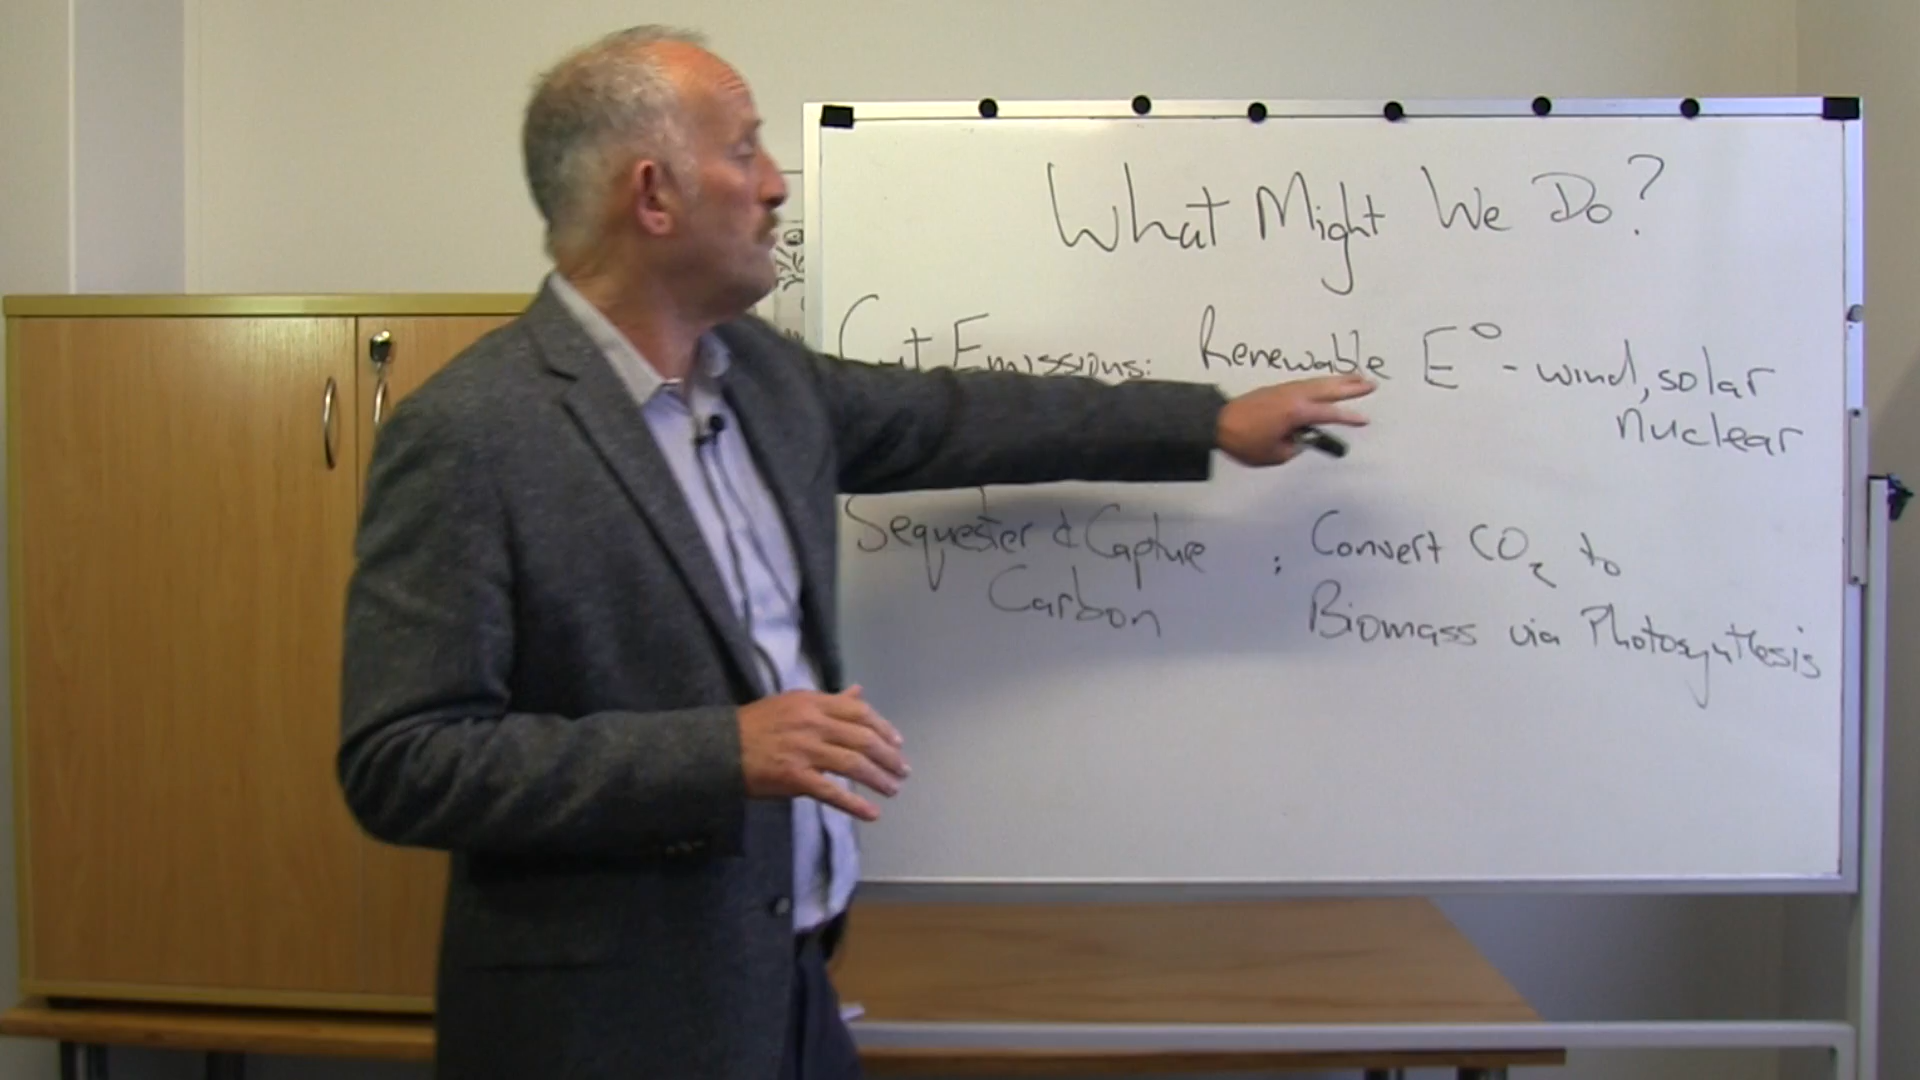 What Might We Do?
Cut Emissions: Renewable E° - wind, solar
nuclear
Sequester & Capture : Convert CO₂ to
Carbon Biomass via Photosynthesis